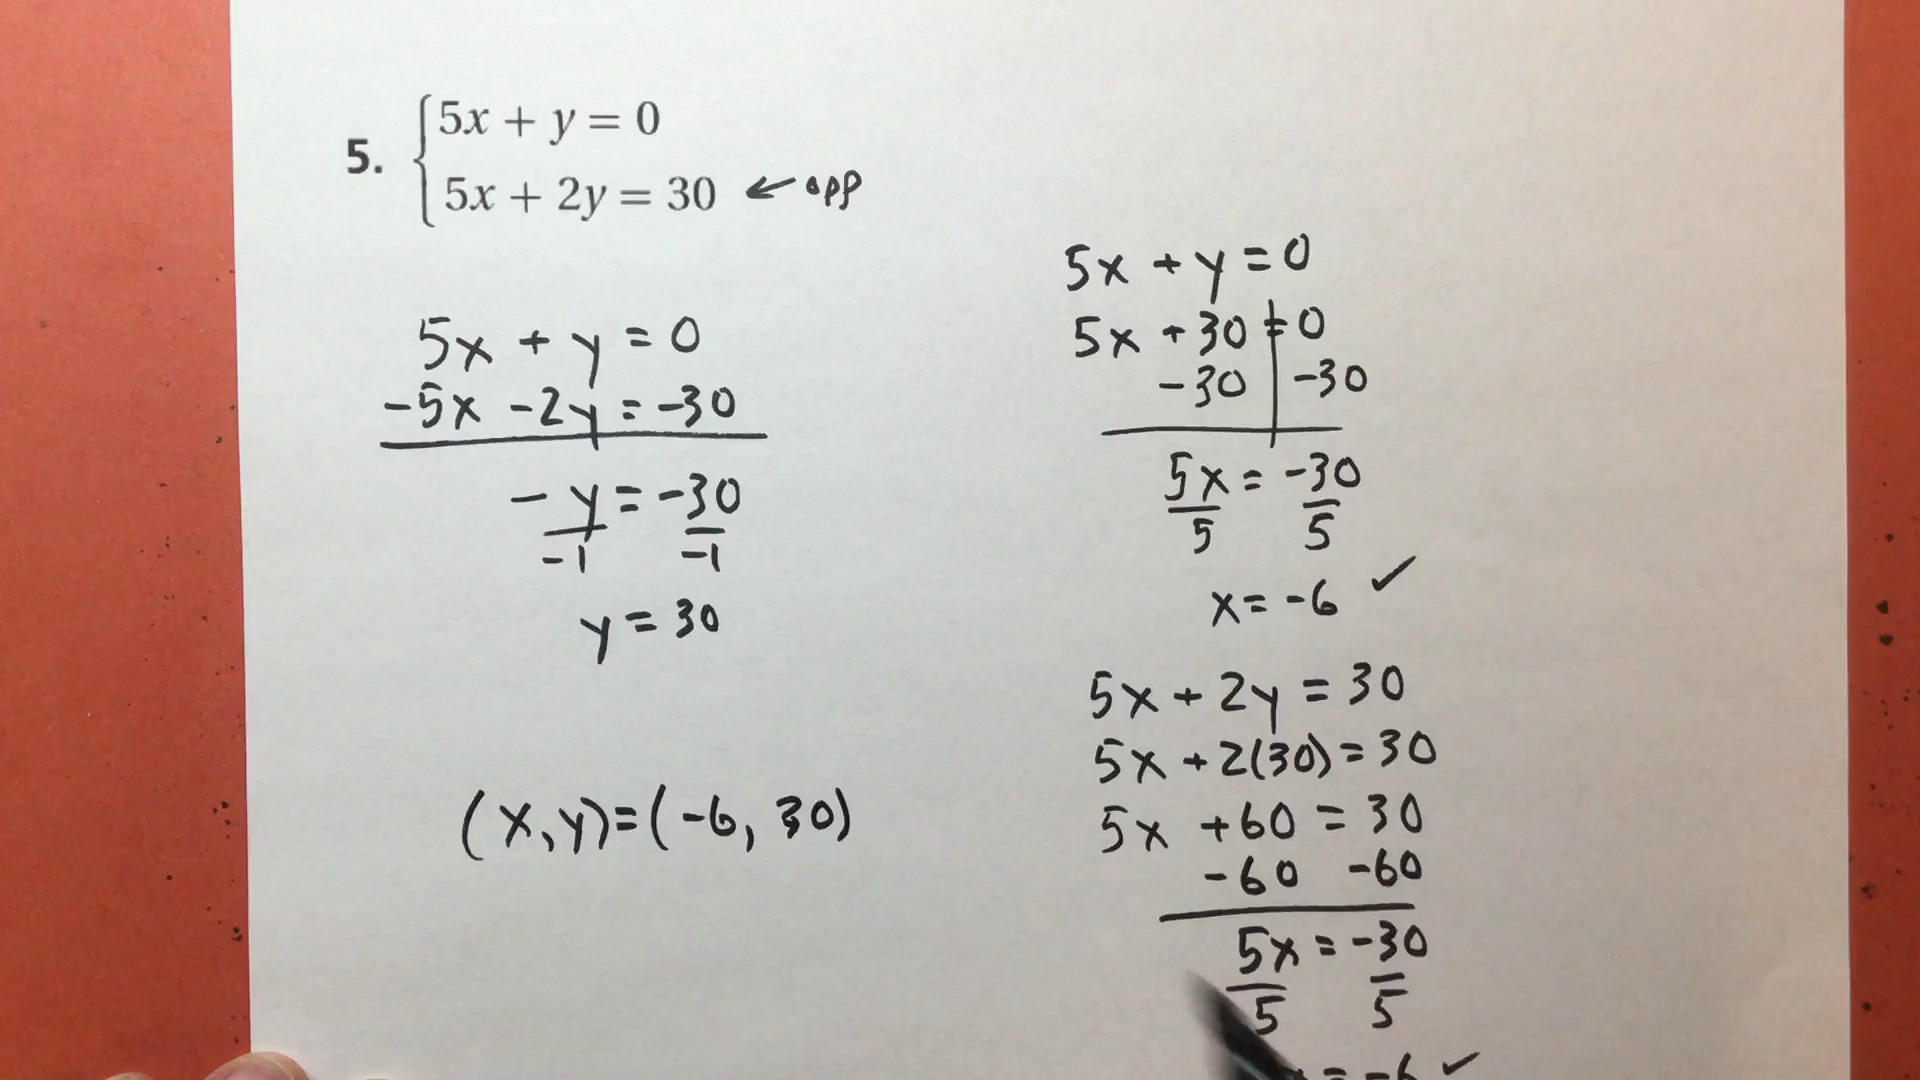 5. { 5x + y = 0
5x + 2y = 30 ← opp
5x + y = 0
-5x -2y = -30
-y = -30
-1 -1
y = 30
(x,y)=(-6, 30)
5x + y = 0
5x + 30 = 0
-30 -30
5x = -30
5 5
x = -6 ✓
5x + 2y = 30
5x + 2(30) = 30
5x +60 = 30
-60 -60
5x = -30
5 5
= -6 ✓